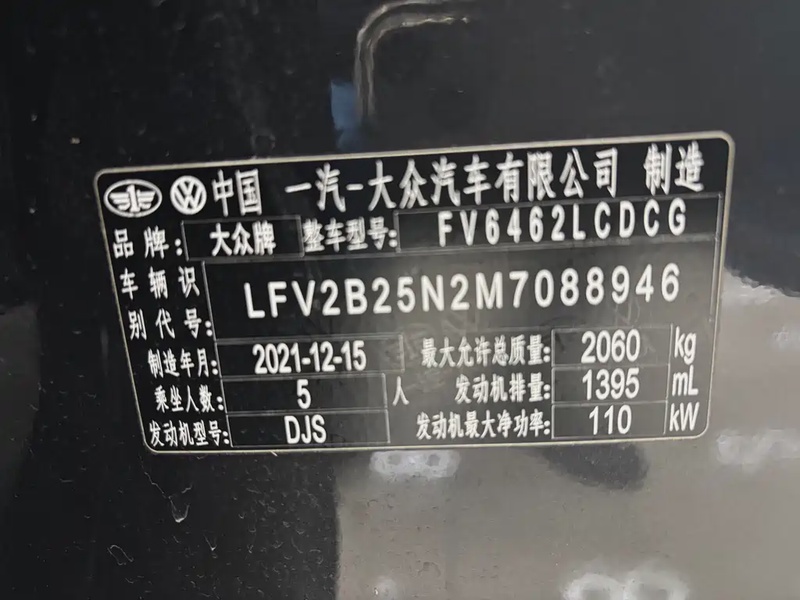 中国 一汽-大众汽车有限公司 制造
品牌: 大众牌 整车型号: FV6462LCDCG
车辆识别代号: LFV2B25N2M7088946
制造年月: 2021-12-15 最大允许总质量: 2060 kg
乘坐人数: 5 人 发动机排量: 1395 mL
发动机型号: DJS 发动机最大净功率: 110 kW